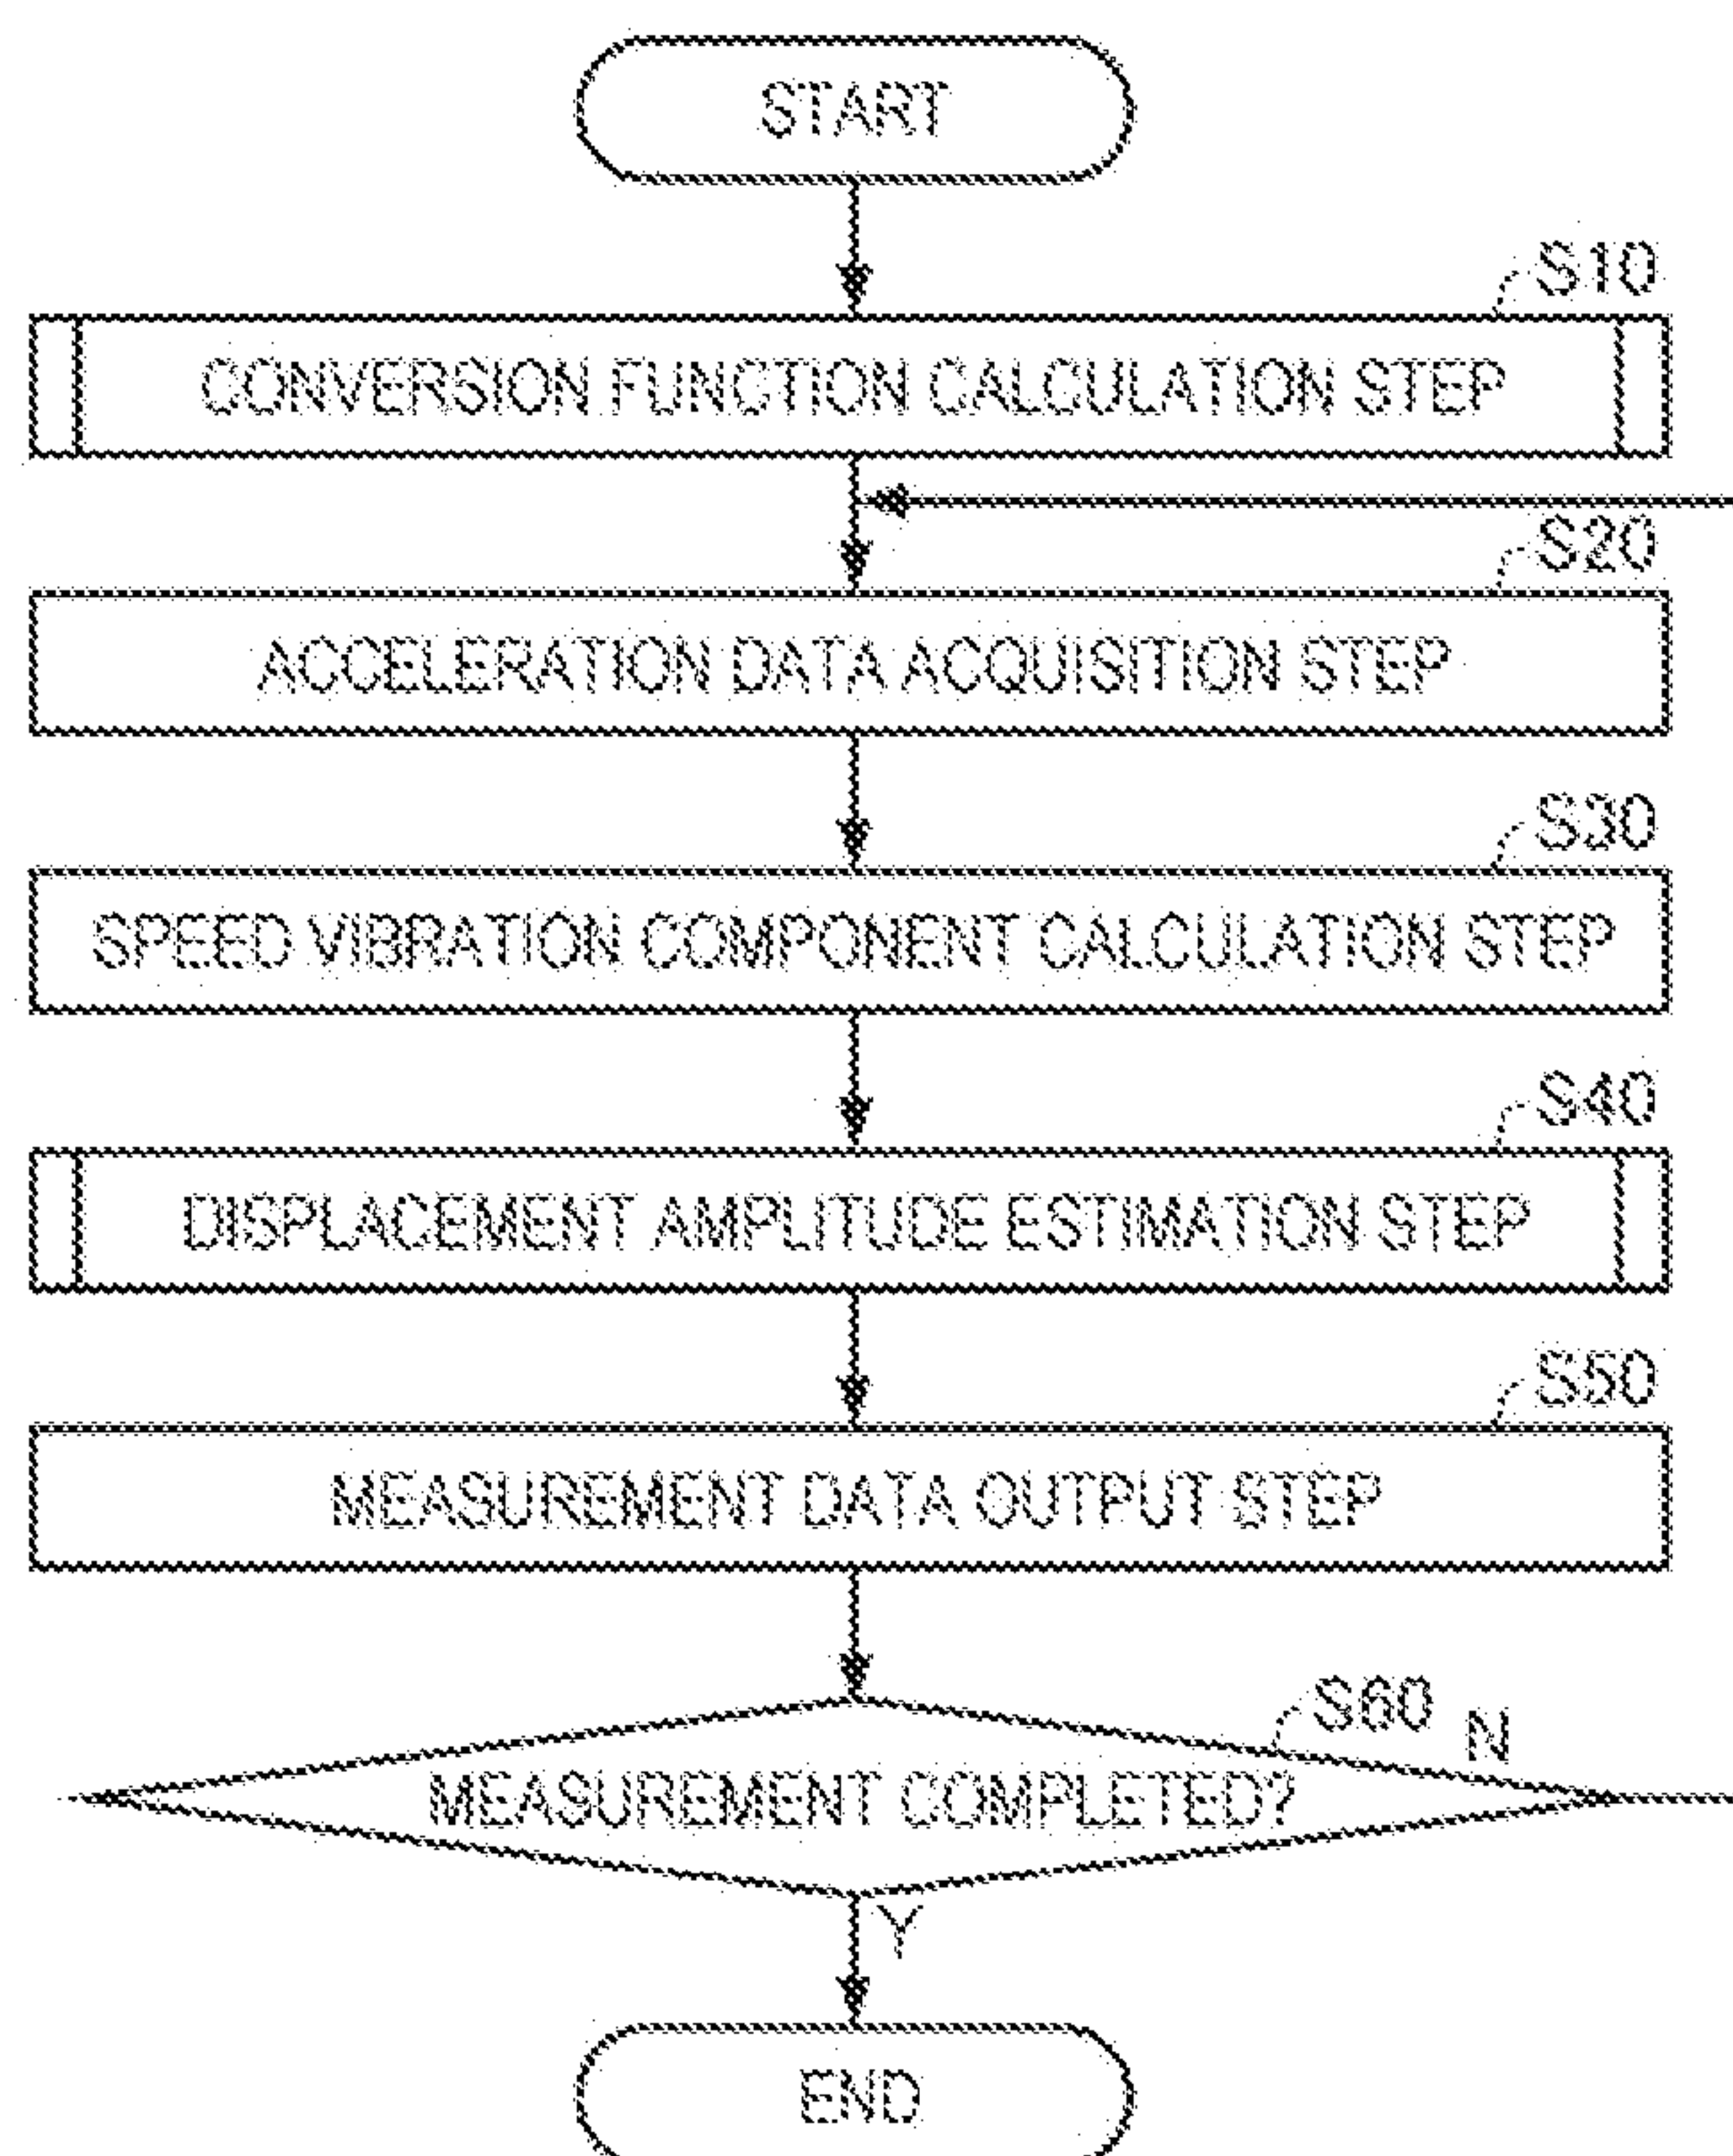 START
S10
CONVERSION FUNCTION CALCULATION STEP
S20
ACCELERATION DATA ACQUISITION STEP
S30
SPEED VIBRATION COMPONENT CALCULATION STEP
S40
DISPLACEMENT AMPLITUDE ESTIMATION STEP
S50
MEASUREMENT DATA OUTPUT STEP
S60
N
MEASUREMENT COMPLETED?
Y
END